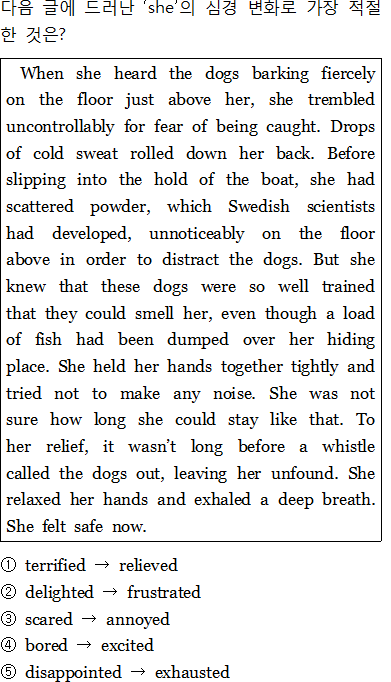 다음 글에 드러난 ‘she’의 심경 변화로 가장 적절
한 것은?
When she heard the dogs barking fiercely
on the floor just above her, she trembled
uncontrollably for fear of being caught. Drops
of cold sweat rolled down her back. Before
slipping into the hold of the boat, she had
scattered powder, which Swedish scientists
had developed, unnoticeably on the floor
above in order to distract the dogs. But she
knew that these dogs were so well trained
that they could smell her, even though a load
of fish had been dumped over her hiding
place. She held her hands together tightly and
tried not to make any noise. She was not
sure how long she could stay like that. To
her relief, it wasn’t long before a whistle
called the dogs out, leaving her unfound. She
relaxed her hands and exhaled a deep breath.
She felt safe now.
① terrified → relieved
② delighted → frustrated
③ scared → annoyed
④ bored → excited
⑤ disappointed → exhausted